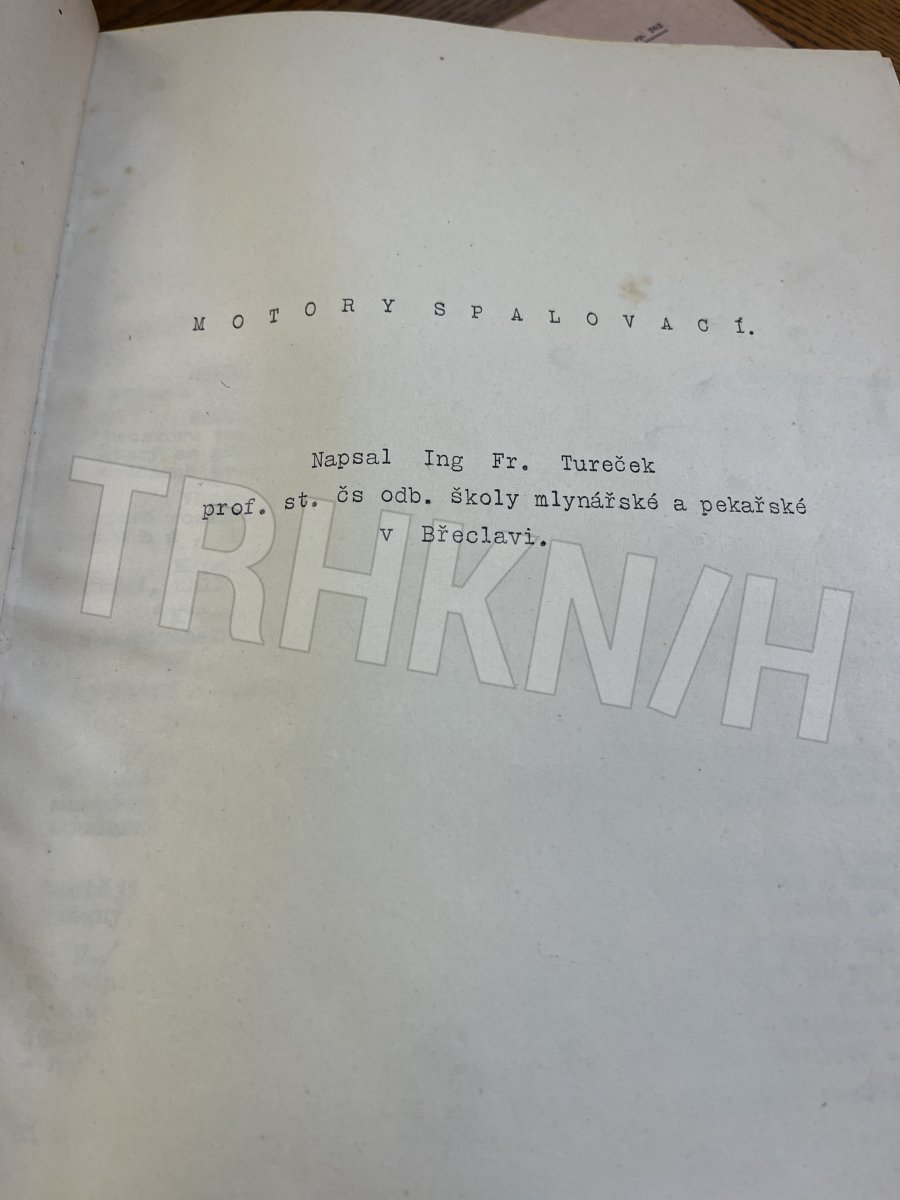 M O T O R Y S P A L O V A C Í.
Napsal Ing Fr. Tureček
prof. st. čs odb. školy mlynářské a pekařské
v Břeclavi.
TRHKN/H